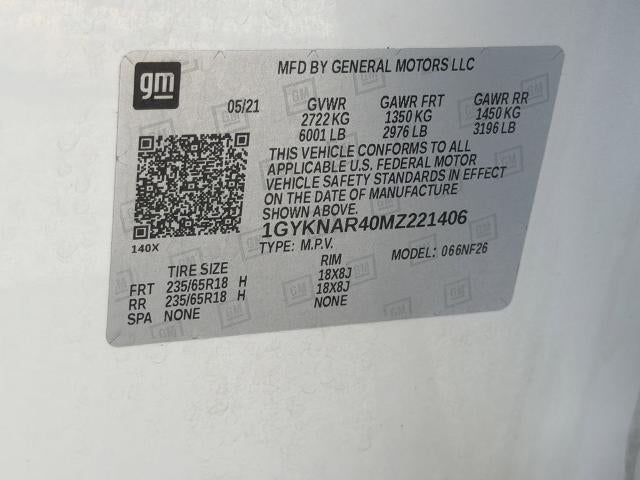 gm
MFD BY GENERAL MOTORS LLC
05/21 GVWR GAWR FRT GAWR RR
2722 KG 1350 KG 1450 KG
6001 LB 2976 LB 3196 LB
THIS VEHICLE CONFORMS TO ALL
APPLICABLE U.S. FEDERAL MOTOR
VEHICLE SAFETY STANDARDS IN EFFECT
ON THE DATE OF MANUFACTURE
SHOWN ABOVE.
1GYKNAR40MZ221406
140X TYPE: M.P.V. MODEL: 066NF26
TIRE SIZE RIM
FRT 235/65R18 H 18X8J
RR 235/65R18 H 18X8J
SPA NONE NONE